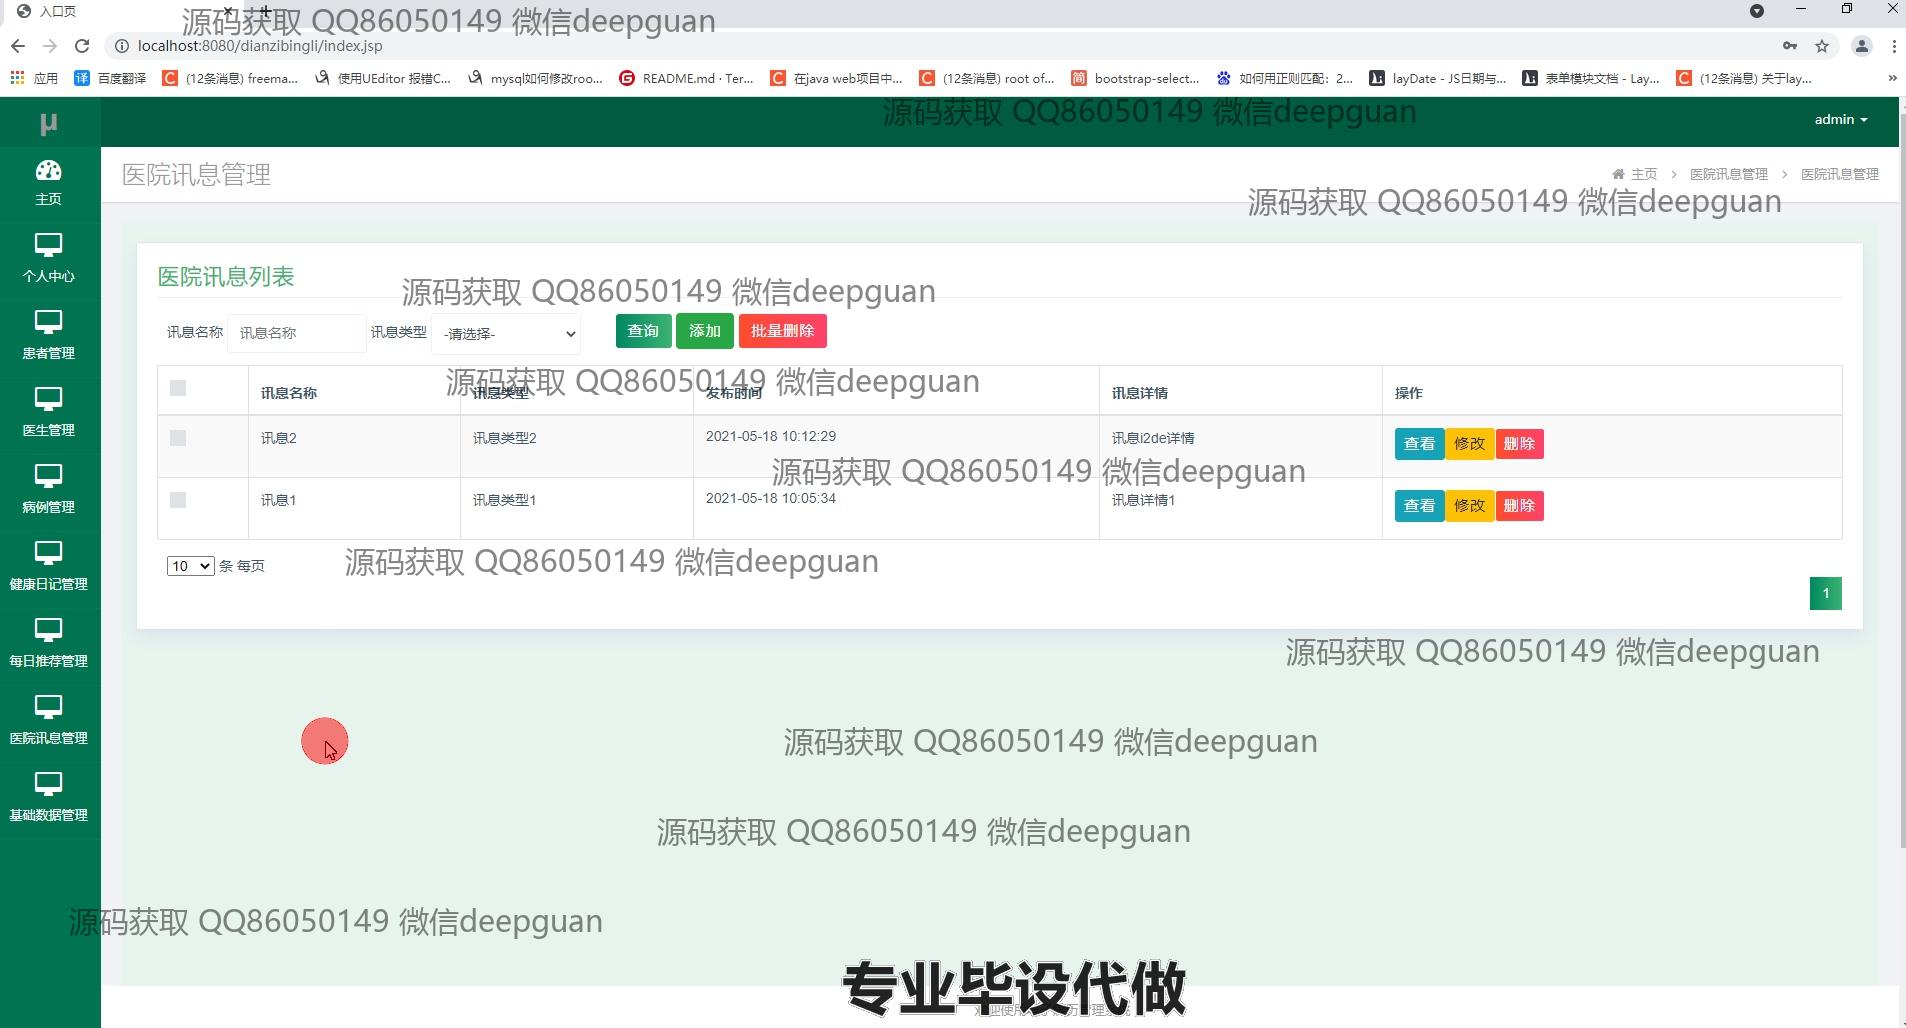 入口页
源码获取 QQ86050149 微信deepguan
localhost:8080/dianzibingli/index.jsp
应用 百度翻译 (12条消息) freema... 使用UEditor 报错C... mysql如何修改roo... README.md · Ter... 在java web项目中... (12条消息) root of... bootstrap-select... 如何用正则匹配：2... layDate - JS日期与... 表单模块文档 - Lay... (12条消息) 关于lay... »
源码获取 QQ86050149 微信deepguan
μ
admin
医院讯息管理
主页 > 医院讯息管理 > 医院讯息管理
源码获取 QQ86050149 微信deepguan
主页
个人中心
患者管理
医生管理
病例管理
健康日记管理
每日推荐管理
医院讯息管理
基础数据管理
医院讯息列表
源码获取 QQ86050149 微信deepguan
讯息名称 讯息名称 讯息类型 -请选择- 查询 添加 批量删除
源码获取 QQ86050149 微信deepguan
讯息名称 讯息类型 发布时间 讯息详情 操作
讯息2 讯息类型2 2021-05-18 10:12:29 讯息i2de详情 查看 修改 删除
源码获取 QQ86050149 微信deepguan
讯息1 讯息类型1 2021-05-18 10:05:34 讯息详情1 查看 修改 删除
10 条 每页
源码获取 QQ86050149 微信deepguan
1
源码获取 QQ86050149 微信deepguan
源码获取 QQ86050149 微信deepguan
源码获取 QQ86050149 微信deepguan
源码获取 QQ86050149 微信deepguan
专业毕设代做